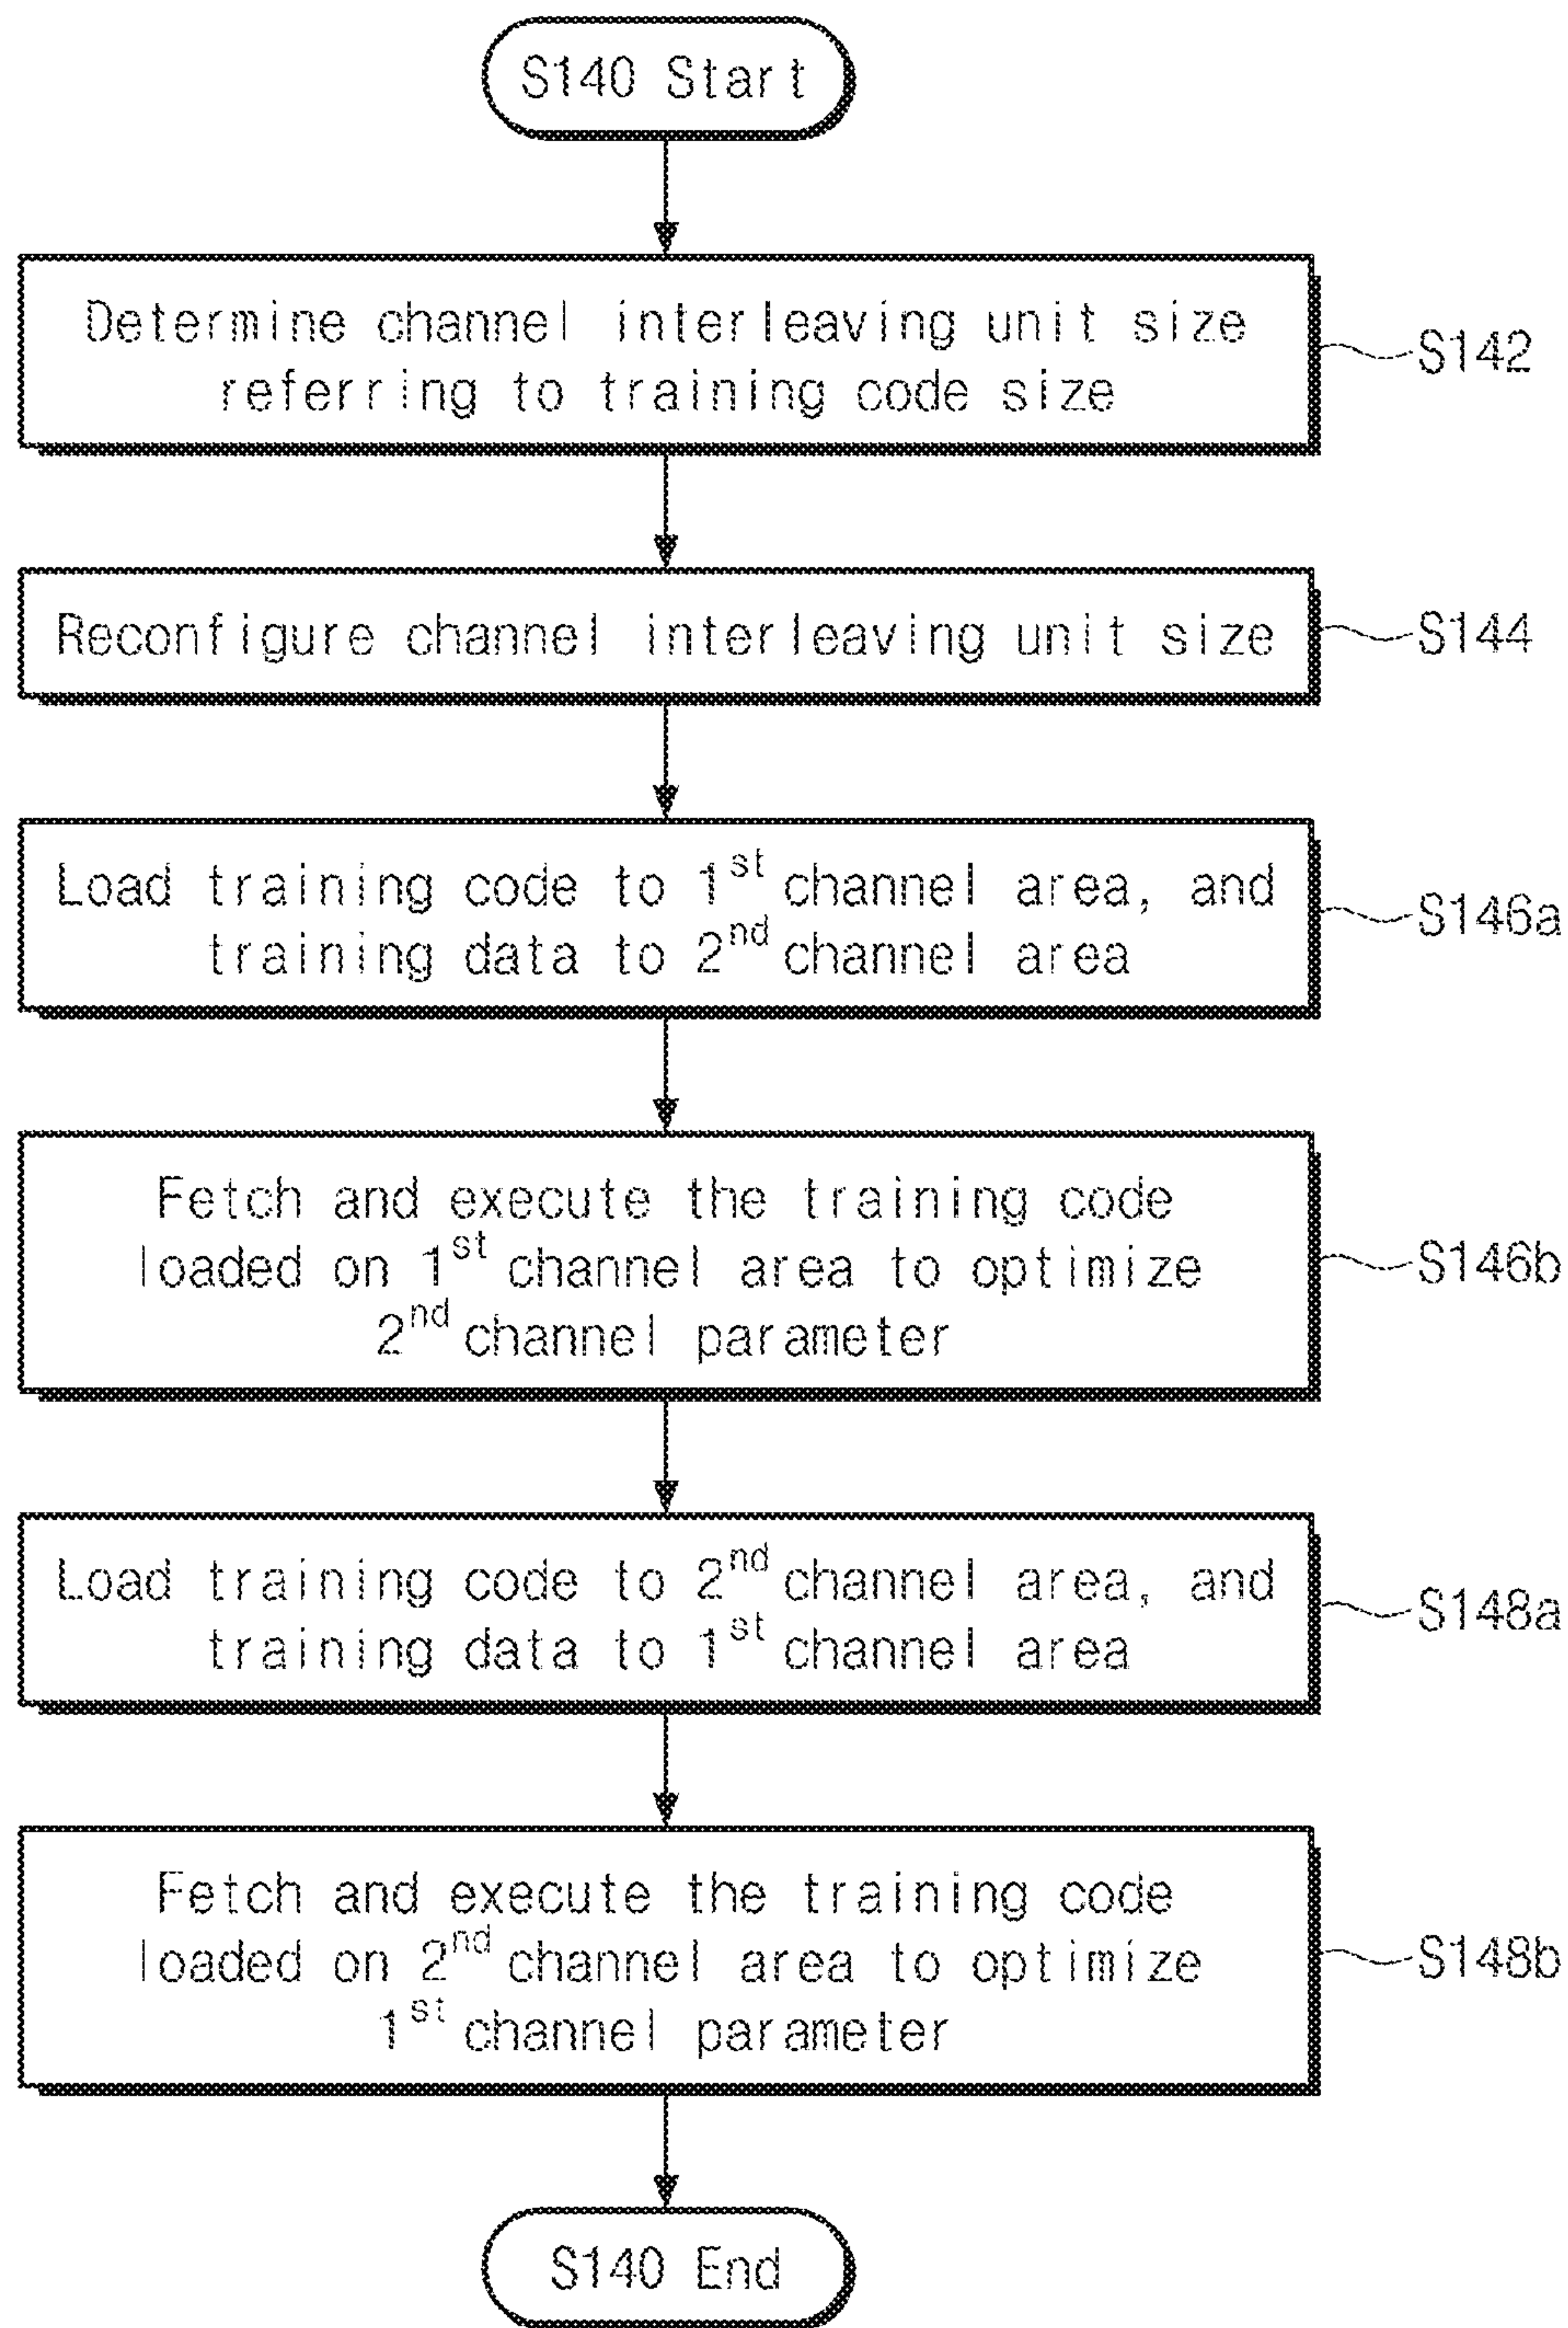 S140 Start
Determine channel interleaving unit size
referring to training code size
S142
Reconfigure channel interleaving unit size
S144
Load training code to 1st channel area, and
training data to 2nd channel area
S146a
Fetch and execute the training code
loaded on 1st channel area to optimize
2nd channel parameter
S146b
Load training code to 2nd channel area, and
training data to 1st channel area
S148a
Fetch and execute the training code
loaded on 2nd channel area to optimize
1st channel parameter
S148b
S140 End